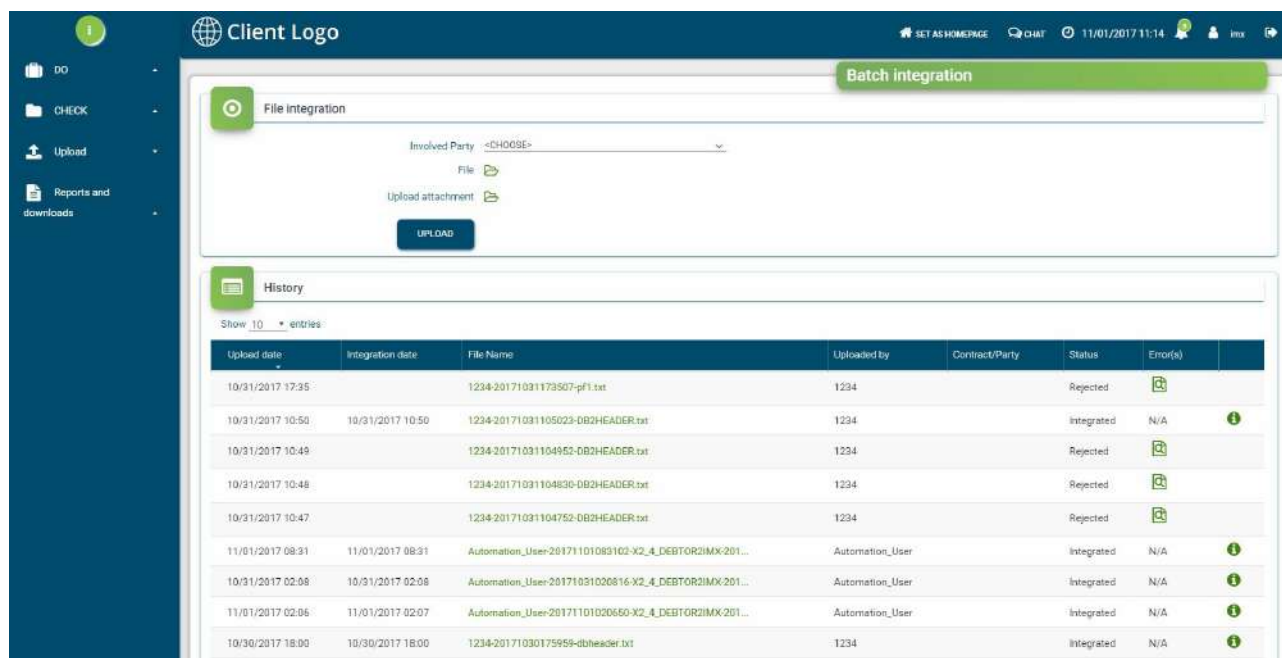 i
Client Logo
SET AS HOMEPAGE CHAT 11/01/2017 11:14 imx
Batch integration
DO
CHECK
Upload
Reports and
downloads
File integration
Involved Party <CHOOSE>
File
Upload attachment
UPLOAD
History
Show 10 entries
Upload date Integration date File Name Uploaded by Contract/Party Status Error(s)
10/31/2017 17:35 1234-20171031173507-pf1.txt 1234 Rejected
10/31/2017 10:50 10/31/2017 10:50 1234-20171031105023-DB2HEADER.txt 1234 Integrated N/A
10/31/2017 10:49 1234-20171031104952-DB2HEADER.txt 1234 Rejected
10/31/2017 10:48 1234-20171031104830-DB2HEADER.txt 1234 Rejected
10/31/2017 10:47 1234-20171031104752-DB2HEADER.txt 1234 Rejected
11/01/2017 08:31 11/01/2017 08:31 Automation_User-20171101083102-X2_4_DEBTOR2IMX-201... Automation_User Integrated N/A
10/31/2017 02:08 10/31/2017 02:08 Automation_User-20171031020816-X2_4_DEBTOR2IMX-201... Automation_User Integrated N/A
11/01/2017 02:06 11/01/2017 02:07 Automation_User-20171101020650-X2_4_DEBTOR2IMX-201... Automation_User Integrated N/A
10/30/2017 18:00 10/30/2017 18:00 1234-20171030175959-dbheader.txt 1234 Integrated N/A